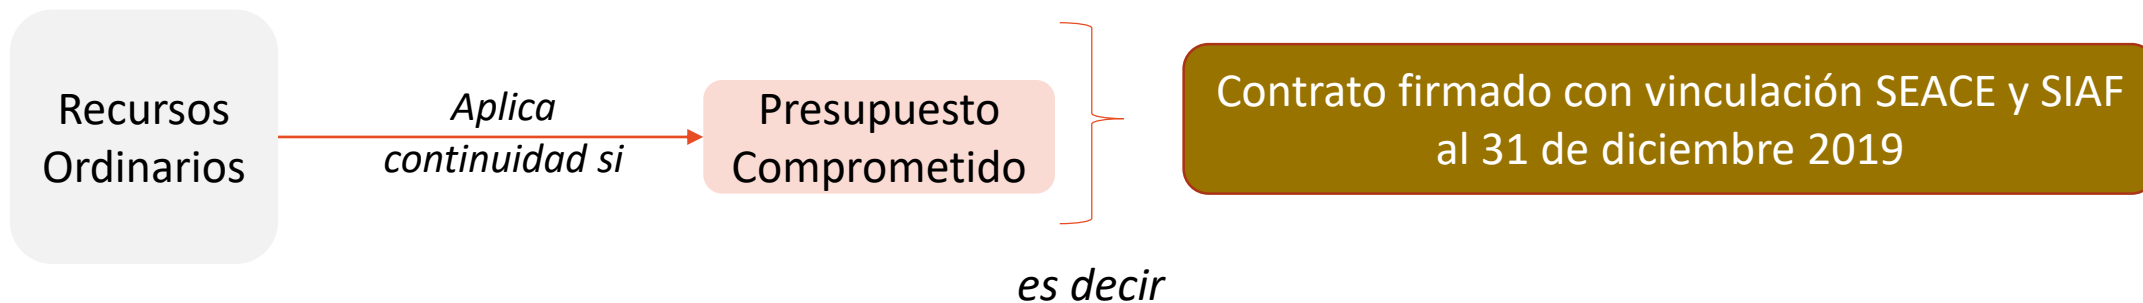 Recursos
Ordinarios
Aplica
continuidad si
Presupuesto
Comprometido
es decir
Contrato firmado con vinculación SEACE y SIAF
al 31 de diciembre 2019